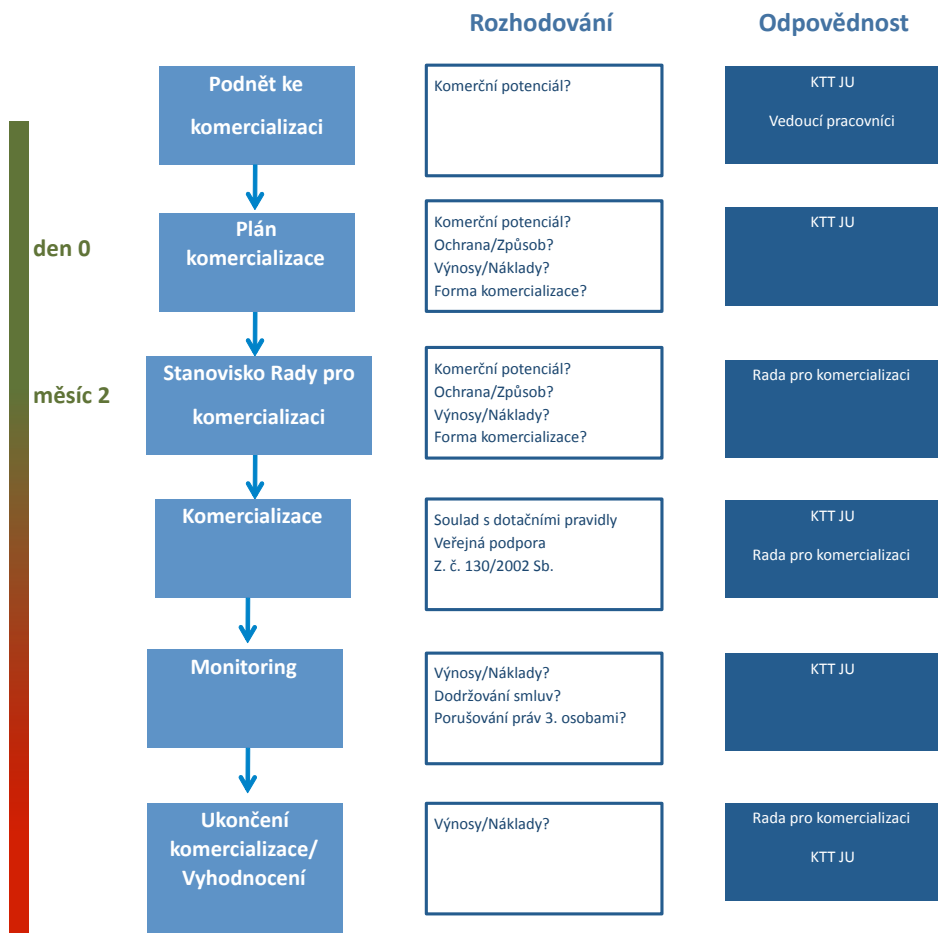 Rozhodování
Odpovědnost
Podnět ke
komercializaci
Komerční potenciál?
KTT JU
Vedoucí pracovníci
den 0
Plán
komercializace
Komerční potenciál?
Ochrana/Způsob?
Výnosy/Náklady?
Forma komercializace?
KTT JU
měsíc 2
Stanovisko Rady pro
komercializaci
Komerční potenciál?
Ochrana/Způsob?
Výnosy/Náklady?
Forma komercializace?
Rada pro komercializaci
Komercializace
Soulad s dotačními pravidly
Veřejná podpora
Z. č. 130/2002 Sb.
KTT JU
Rada pro komercializaci
Monitoring
Výnosy/Náklady?
Dodržování smluv?
Porušování práv 3. osobami?
KTT JU
Ukončení
komercializace/
Vyhodnocení
Výnosy/Náklady?
Rada pro komercializaci
KTT JU